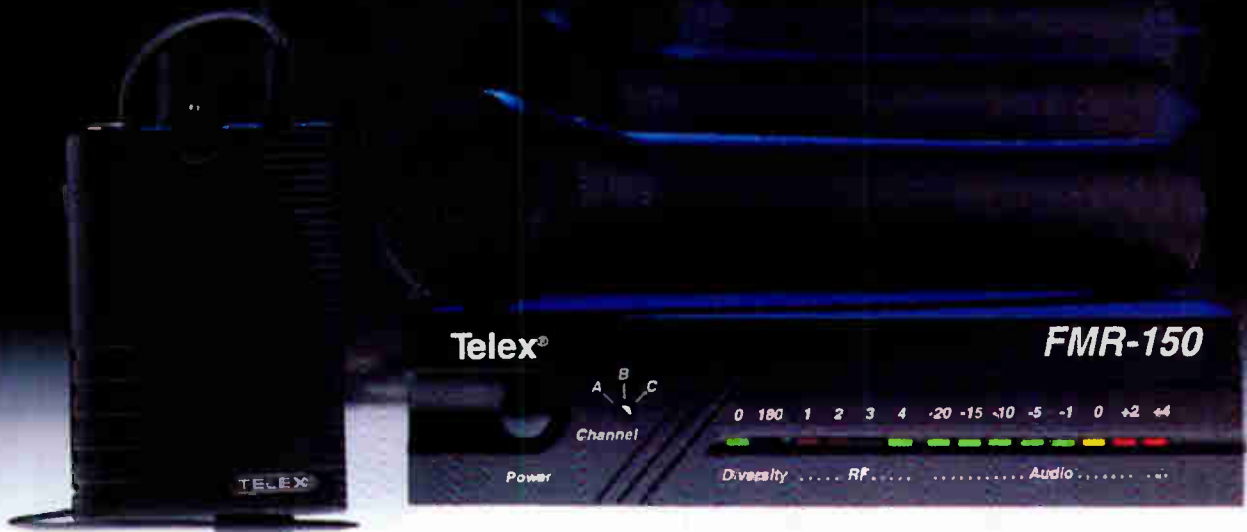 Telex®
FMR-150
A B C
Channel
Power
0 180 1 2 3 4 -20 -15 -10 -5 -1 0 +2 +4
Diversity ..... RF ..... ........... Audio ...........
TELEX